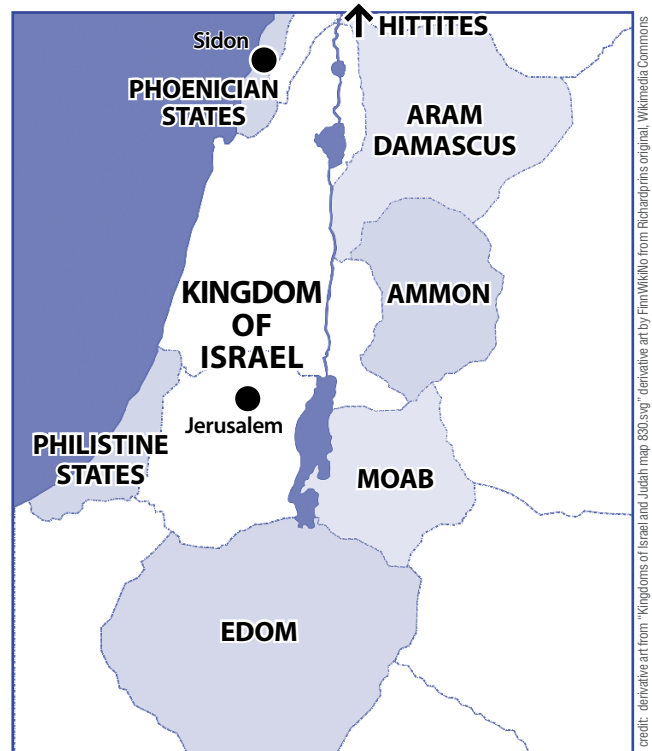 HITTITES
Sidon
PHOENICIAN
STATES
ARAM
DAMASCUS
KINGDOM
OF
ISRAEL
AMMON
Jerusalem
PHILISTINE
STATES
MOAB
EDOM
credit: derivative art from "Kingdoms of Israel and Judah map 830.svg" derivative art by FinnWikiNo from Richardprins original, Wikimedia Commons